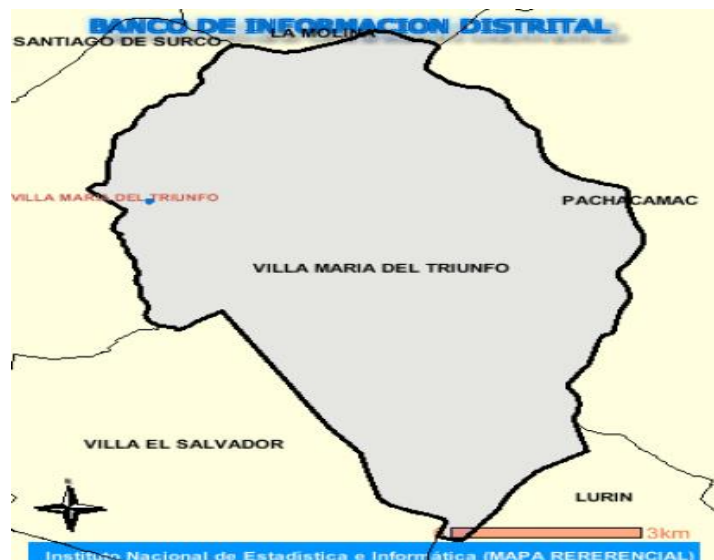 BANCO DE INFORMACION DISTRITAL
LA MOLINA
SANTIAGO DE SURCO
VILLA MARIA DEL TRIUNFO
PACHACAMAC
VILLA MARIA DEL TRIUNFO
VILLA EL SALVADOR
LURIN
3km
Instituto Nacional de Estadística e Informática (MAPA RERERENCIAL)